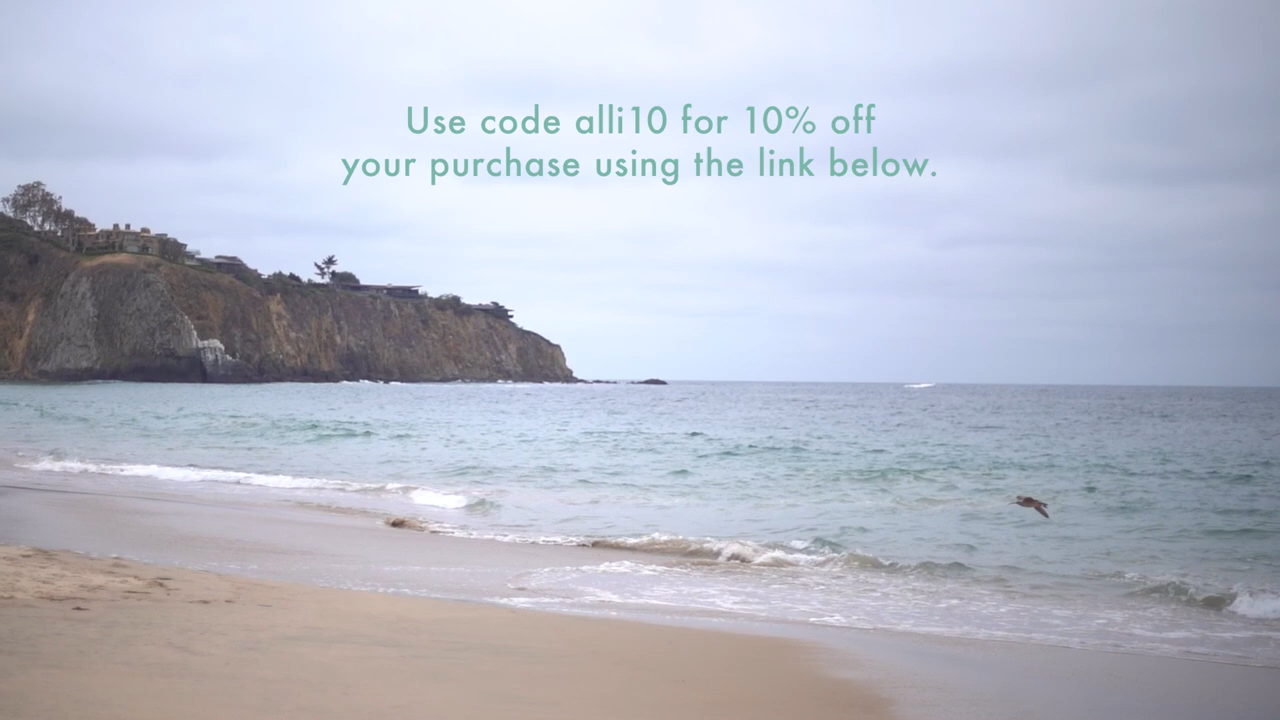 Use code alli10 for 10% off
your purchase using the link below.